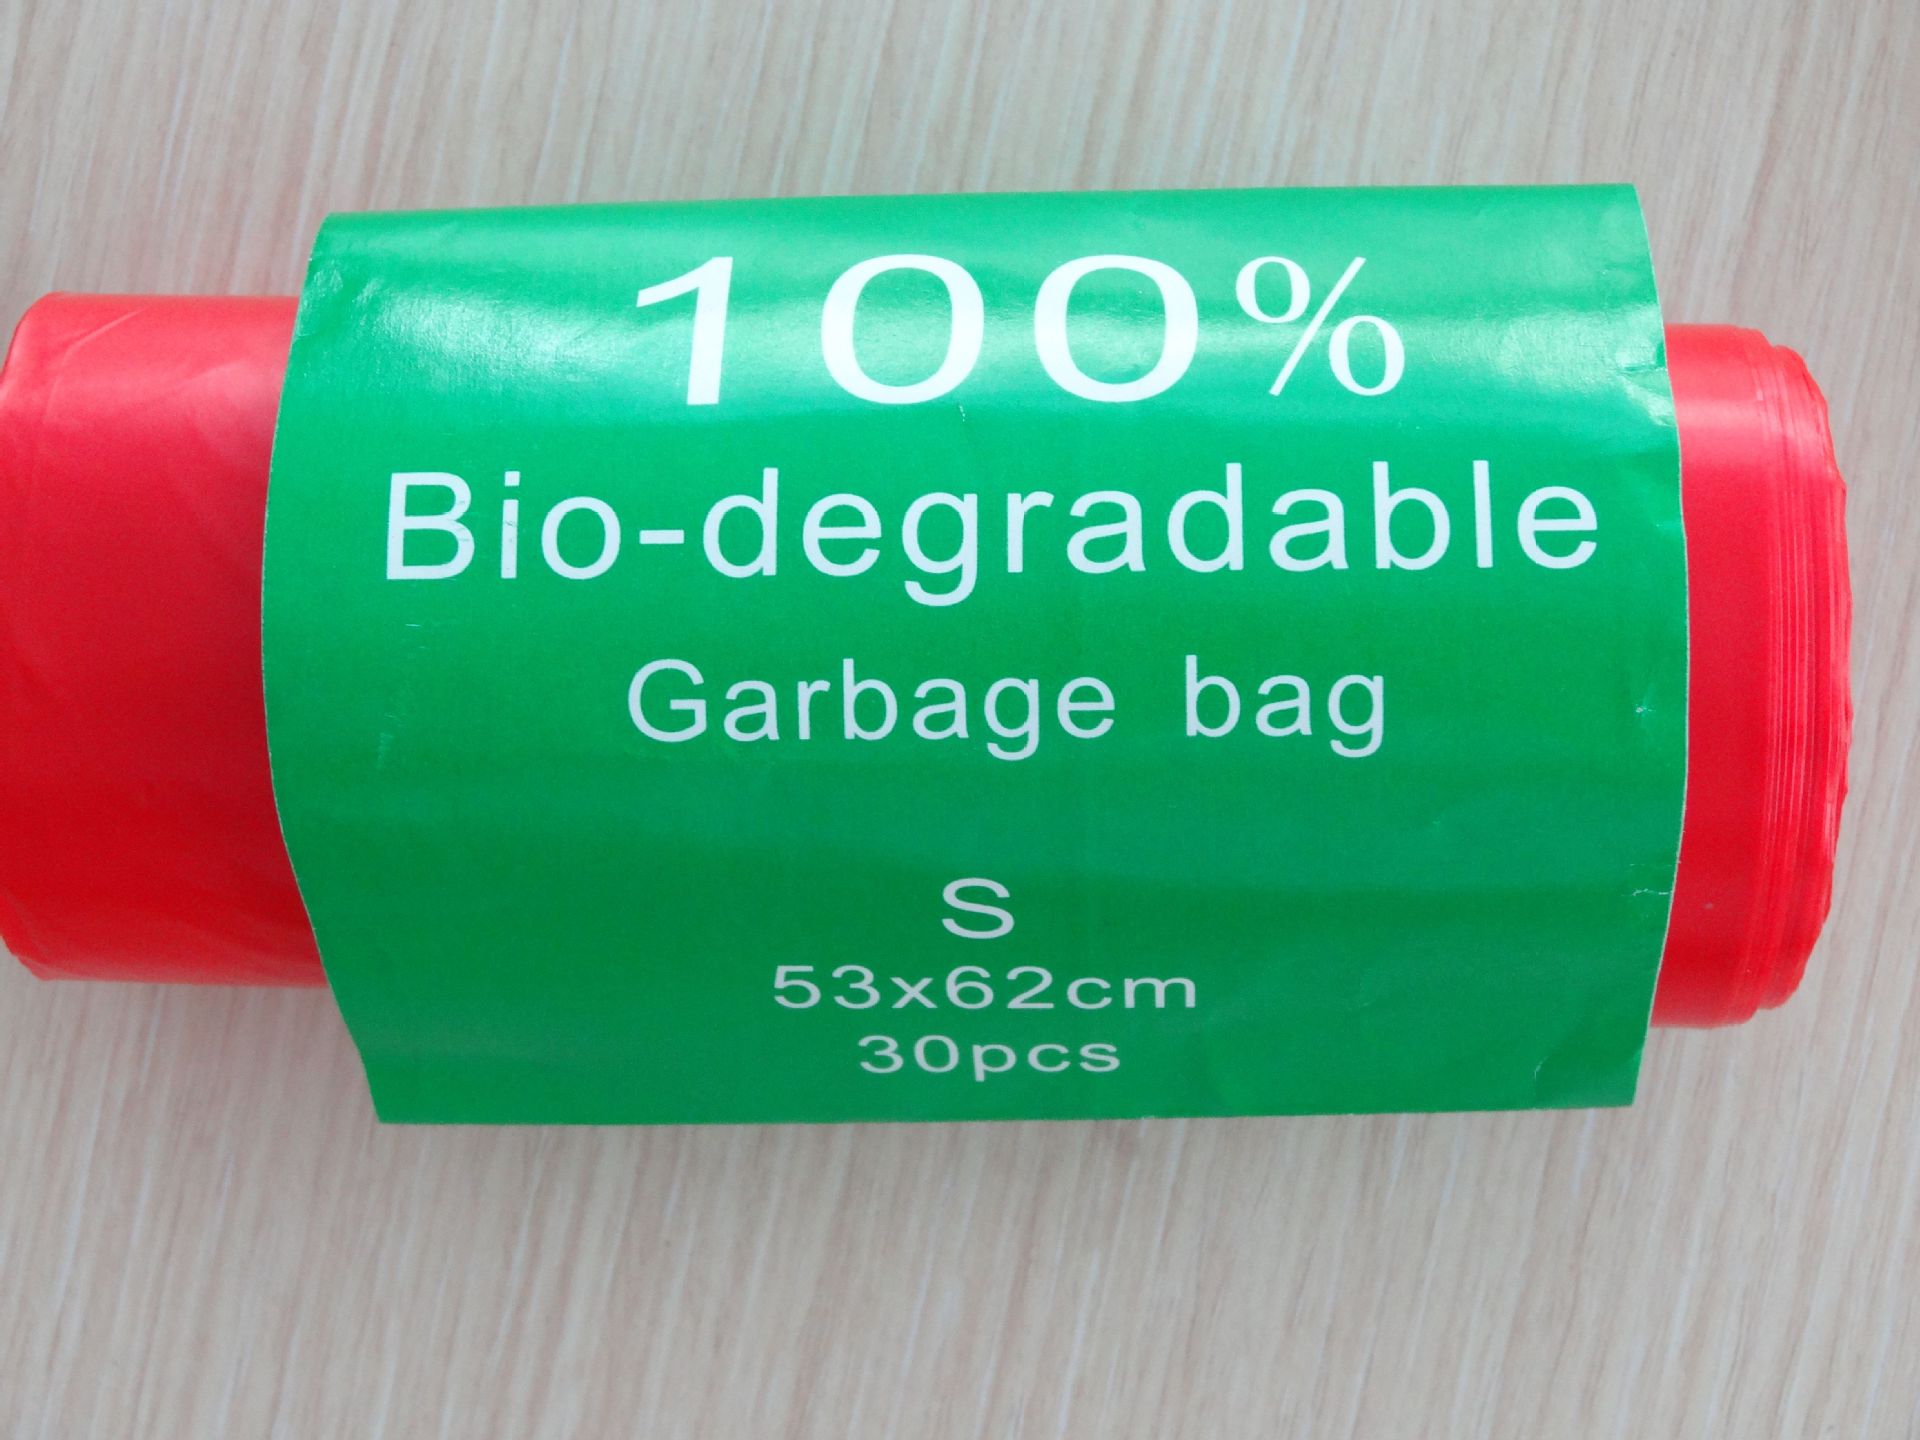 100%
Bio-degradable
Garbage bag
S
53x62cm
30pcs